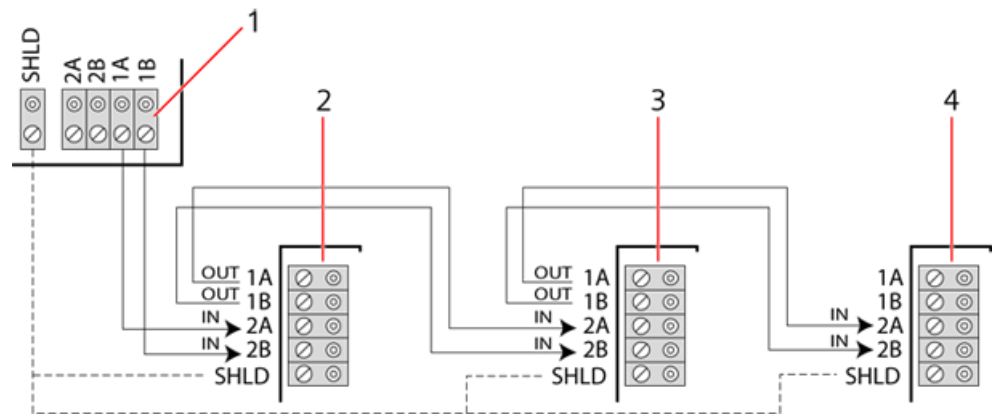 1
SHLD
2A
2B
1A
1B
2
3
4
OUT 1A
OUT 1B
IN 2A
IN 2B
SHLD
OUT 1A
OUT 1B
IN 2A
IN 2B
SHLD
1A
1B
IN 2A
IN 2B
SHLD